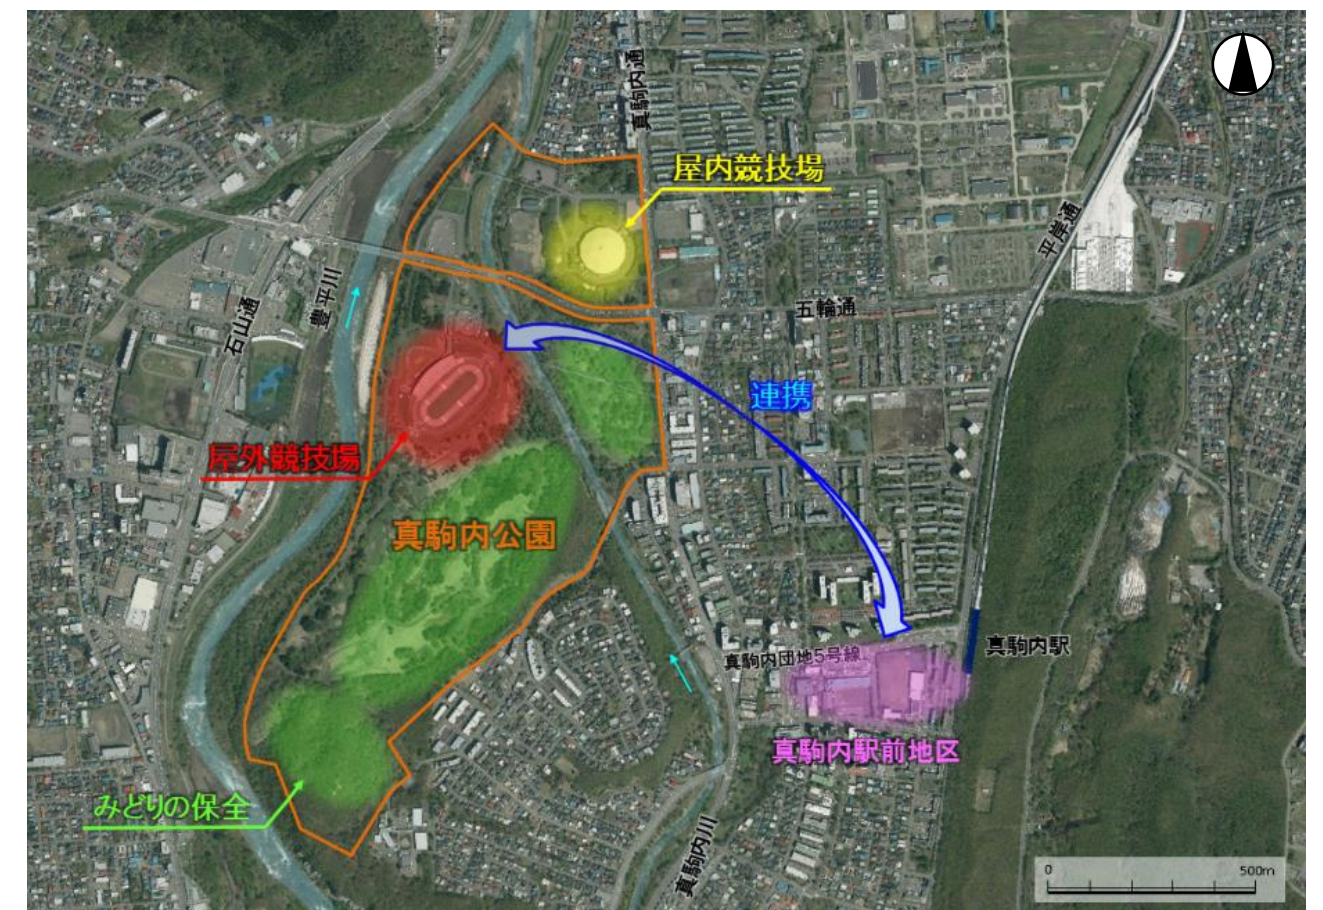 真駒内通
屋内競技場
平岸通
豊平川
石山通
五輪通
連携
屋外競技場
真駒内公園
真駒内駅
真駒内団地5号線
真駒内駅前地区
みどりの保全
真駒内川
0 500m